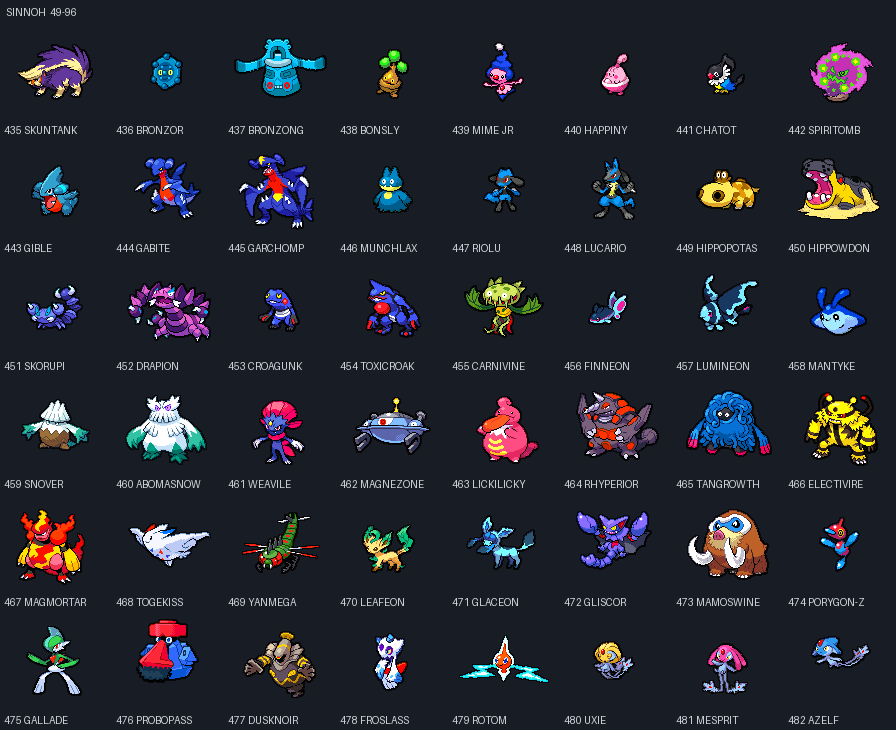 SINNOH 49-96
435 SKUNTANK 436 BRONZOR 437 BRONZONG 438 BONSLY 439 MIME JR 440 HAPPINY 441 CHATOT 442 SPIRITOMB
443 GIBLE 444 GABITE 445 GARCHOMP 446 MUNCHLAX 447 RIOLU 448 LUCARIO 449 HIPPOPOTAS 450 HIPPOWDON
451 SKORUPI 452 DRAPION 453 CROAGUNK 454 TOXICROAK 455 CARNIVINE 456 FINNEON 457 LUMINEON 458 MANTYKE
459 SNOVER 460 ABOMASNOW 461 WEAVILE 462 MAGNEZONE 463 LICKILICKY 464 RHYPERIOR 465 TANGROWTH 466 ELECTIVIRE
467 MAGMORTAR 468 TOGEKISS 469 YANMEGA 470 LEAFEON 471 GLACEON 472 GLISCOR 473 MAMOSWINE 474 PORYGON-Z
475 GALLADE 476 PROBOPASS 477 DUSKNOIR 478 FROSLASS 479 ROTOM 480 UXIE 481 MESPRIT 482 AZELF